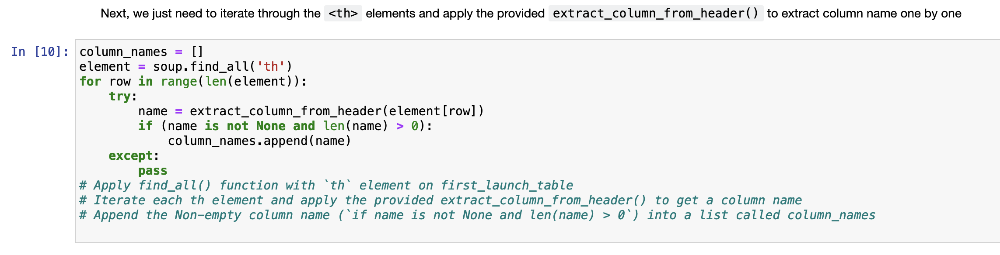 Next, we just need to iterate through the <th> elements and apply the provided extract_column_from_header() to extract column name one by one
In [10]: column_names = []
element = soup.find_all('th')
for row in range(len(element)):
    try:
        name = extract_column_from_header(element[row])
        if (name is not None and len(name) > 0):
            column_names.append(name)
    except:
        pass
# Apply find_all() function with `th` element on first_launch_table
# Iterate each th element and apply the provided extract_column_from_header() to get a column name
# Append the Non-empty column name (`if name is not None and len(name) > 0`) into a list called column_names